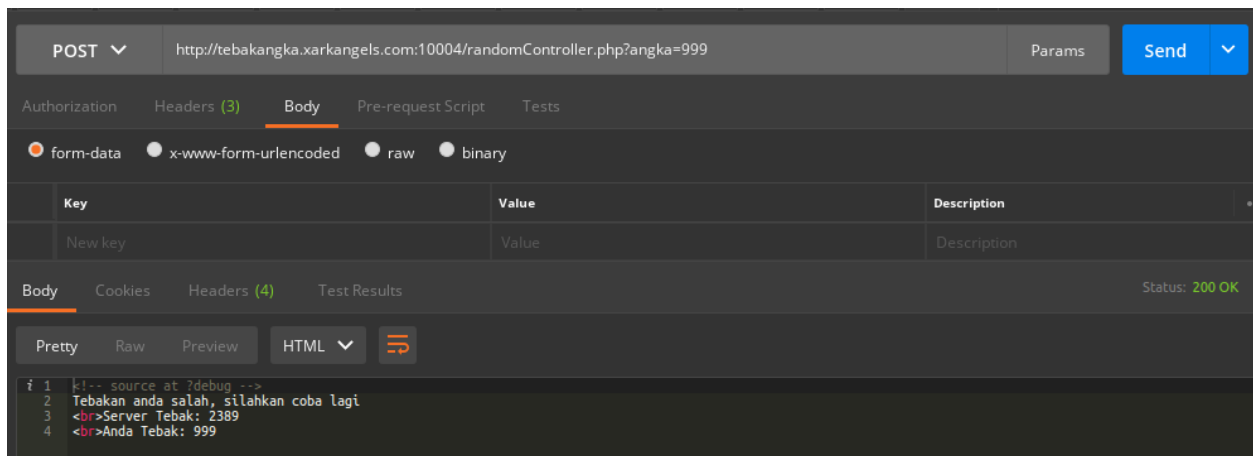 POST http://tebakangka.xarkangels.com:10004/randomController.php?angka=999 Params Send
Authorization Headers (3) Body Pre-request Script Tests
form-data x-www-form-urlencoded raw binary
Key Value Description
New key Value Description
Body Cookies Headers (4) Test Results Status: 200 OK
Pretty Raw Preview HTML
i 1 <!-- source at ?debug -->
2 Tebakan anda salah, silahkan coba lagi
3 <br>Server Tebak: 2389
4 <br>Anda Tebak: 999